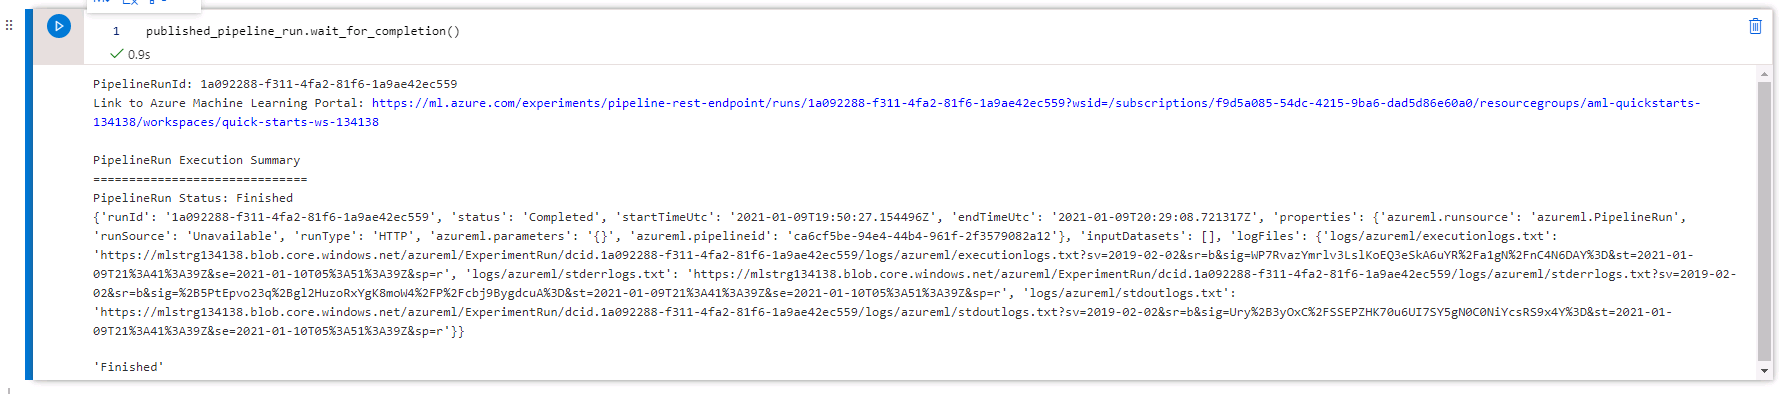 1 published_pipeline_run.wait_for_completion()
0.9s
PipelineRunId: 1a092288-f311-4fa2-81f6-1a9ae42ec559
Link to Azure Machine Learning Portal: https://ml.azure.com/experiments/pipeline-rest-endpoint/runs/1a092288-f311-4fa2-81f6-1a9ae42ec559?wsid=/subscriptions/f9d5a085-54dc-4215-9ba6-dad5d86e60a0/resourcegroups/aml-quickstarts-
134138/workspaces/quick-starts-ws-134138
PipelineRun Execution Summary
==============================
PipelineRun Status: Finished
{'runId': '1a092288-f311-4fa2-81f6-1a9ae42ec559', 'status': 'Completed', 'startTimeUtc': '2021-01-09T19:50:27.154496Z', 'endTimeUtc': '2021-01-09T20:29:08.721317Z', 'properties': {'azureml.runsource': 'azureml.PipelineRun',
'runSource': 'Unavailable', 'runType': 'HTTP', 'azureml.parameters': '{}', 'azureml.pipelineid': 'ca6cf5be-94e4-44b4-961f-2f3579082a12'}, 'inputDatasets': [], 'logFiles': {'logs/azureml/executionlogs.txt':
'https://mlstrg134138.blob.core.windows.net/azureml/ExperimentRun/dcid.1a092288-f311-4fa2-81f6-1a9ae42ec559/logs/azureml/executionlogs.txt?sv=2019-02-02&sr=b&sig=WP7RvazYmrlv3LslKoEQ3eSkA6uYR%2Fa1gN%2FnC4N6DAY%3D&st=2021-01-
09T21%3A41%3A39Z&se=2021-01-10T05%3A51%3A39Z&sp=r', 'logs/azureml/stderrlogs.txt': 'https://mlstrg134138.blob.core.windows.net/azureml/ExperimentRun/dcid.1a092288-f311-4fa2-81f6-1a9ae42ec559/logs/azureml/stderrlogs.txt?sv=2019-02-
02&sr=b&sig=%2B5PtEpvo23q%2Bgl2HuzoRxYgK8moW4%2FP%2Fcbj9BygdcuA%3D&st=2021-01-09T21%3A41%3A39Z&se=2021-01-10T05%3A51%3A39Z&sp=r', 'logs/azureml/stdoutlogs.txt':
'https://mlstrg134138.blob.core.windows.net/azureml/ExperimentRun/dcid.1a092288-f311-4fa2-81f6-1a9ae42ec559/logs/azureml/stdoutlogs.txt?sv=2019-02-02&sr=b&sig=Ury%2B3yOxC%2FSSEPZHK70u6UI7SY5gN0C0NiYcsRS9x4Y%3D&st=2021-01-
09T21%3A41%3A39Z&se=2021-01-10T05%3A51%3A39Z&sp=r'}}
'Finished'